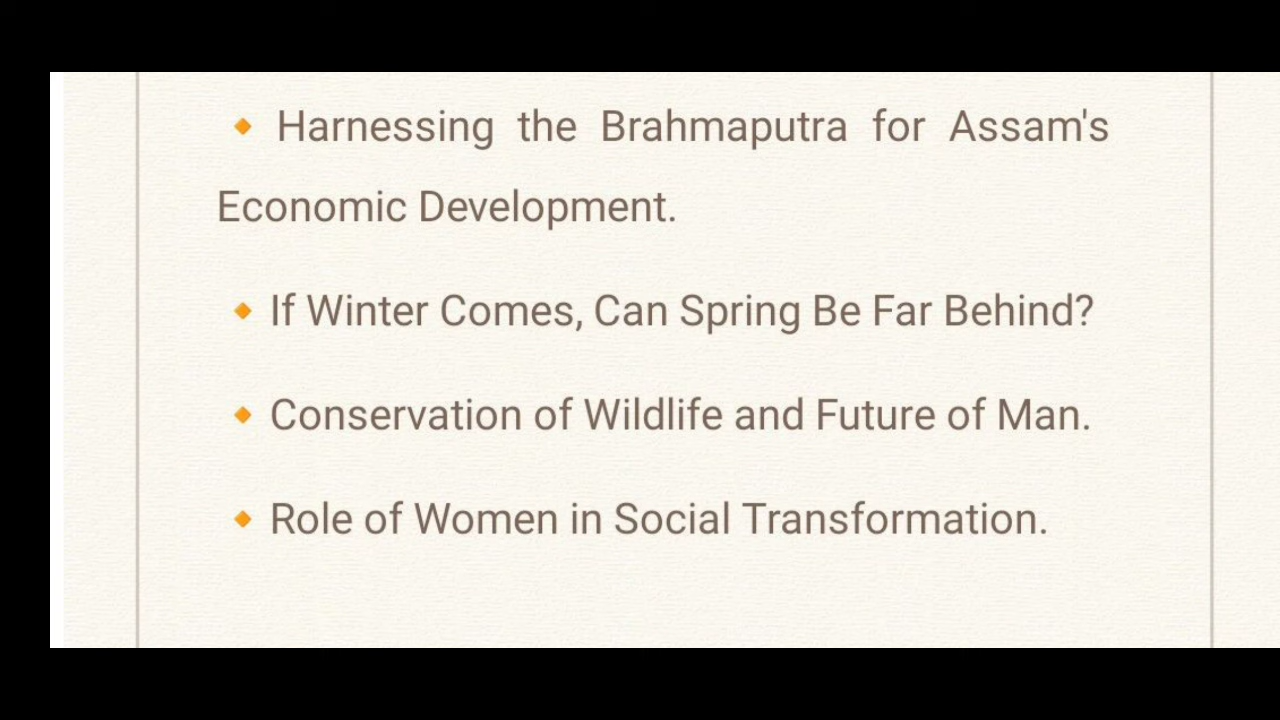 🔸 Harnessing the Brahmaputra for Assam's
Economic Development.
🔸 If Winter Comes, Can Spring Be Far Behind?
🔸 Conservation of Wildlife and Future of Man.
🔸 Role of Women in Social Transformation.